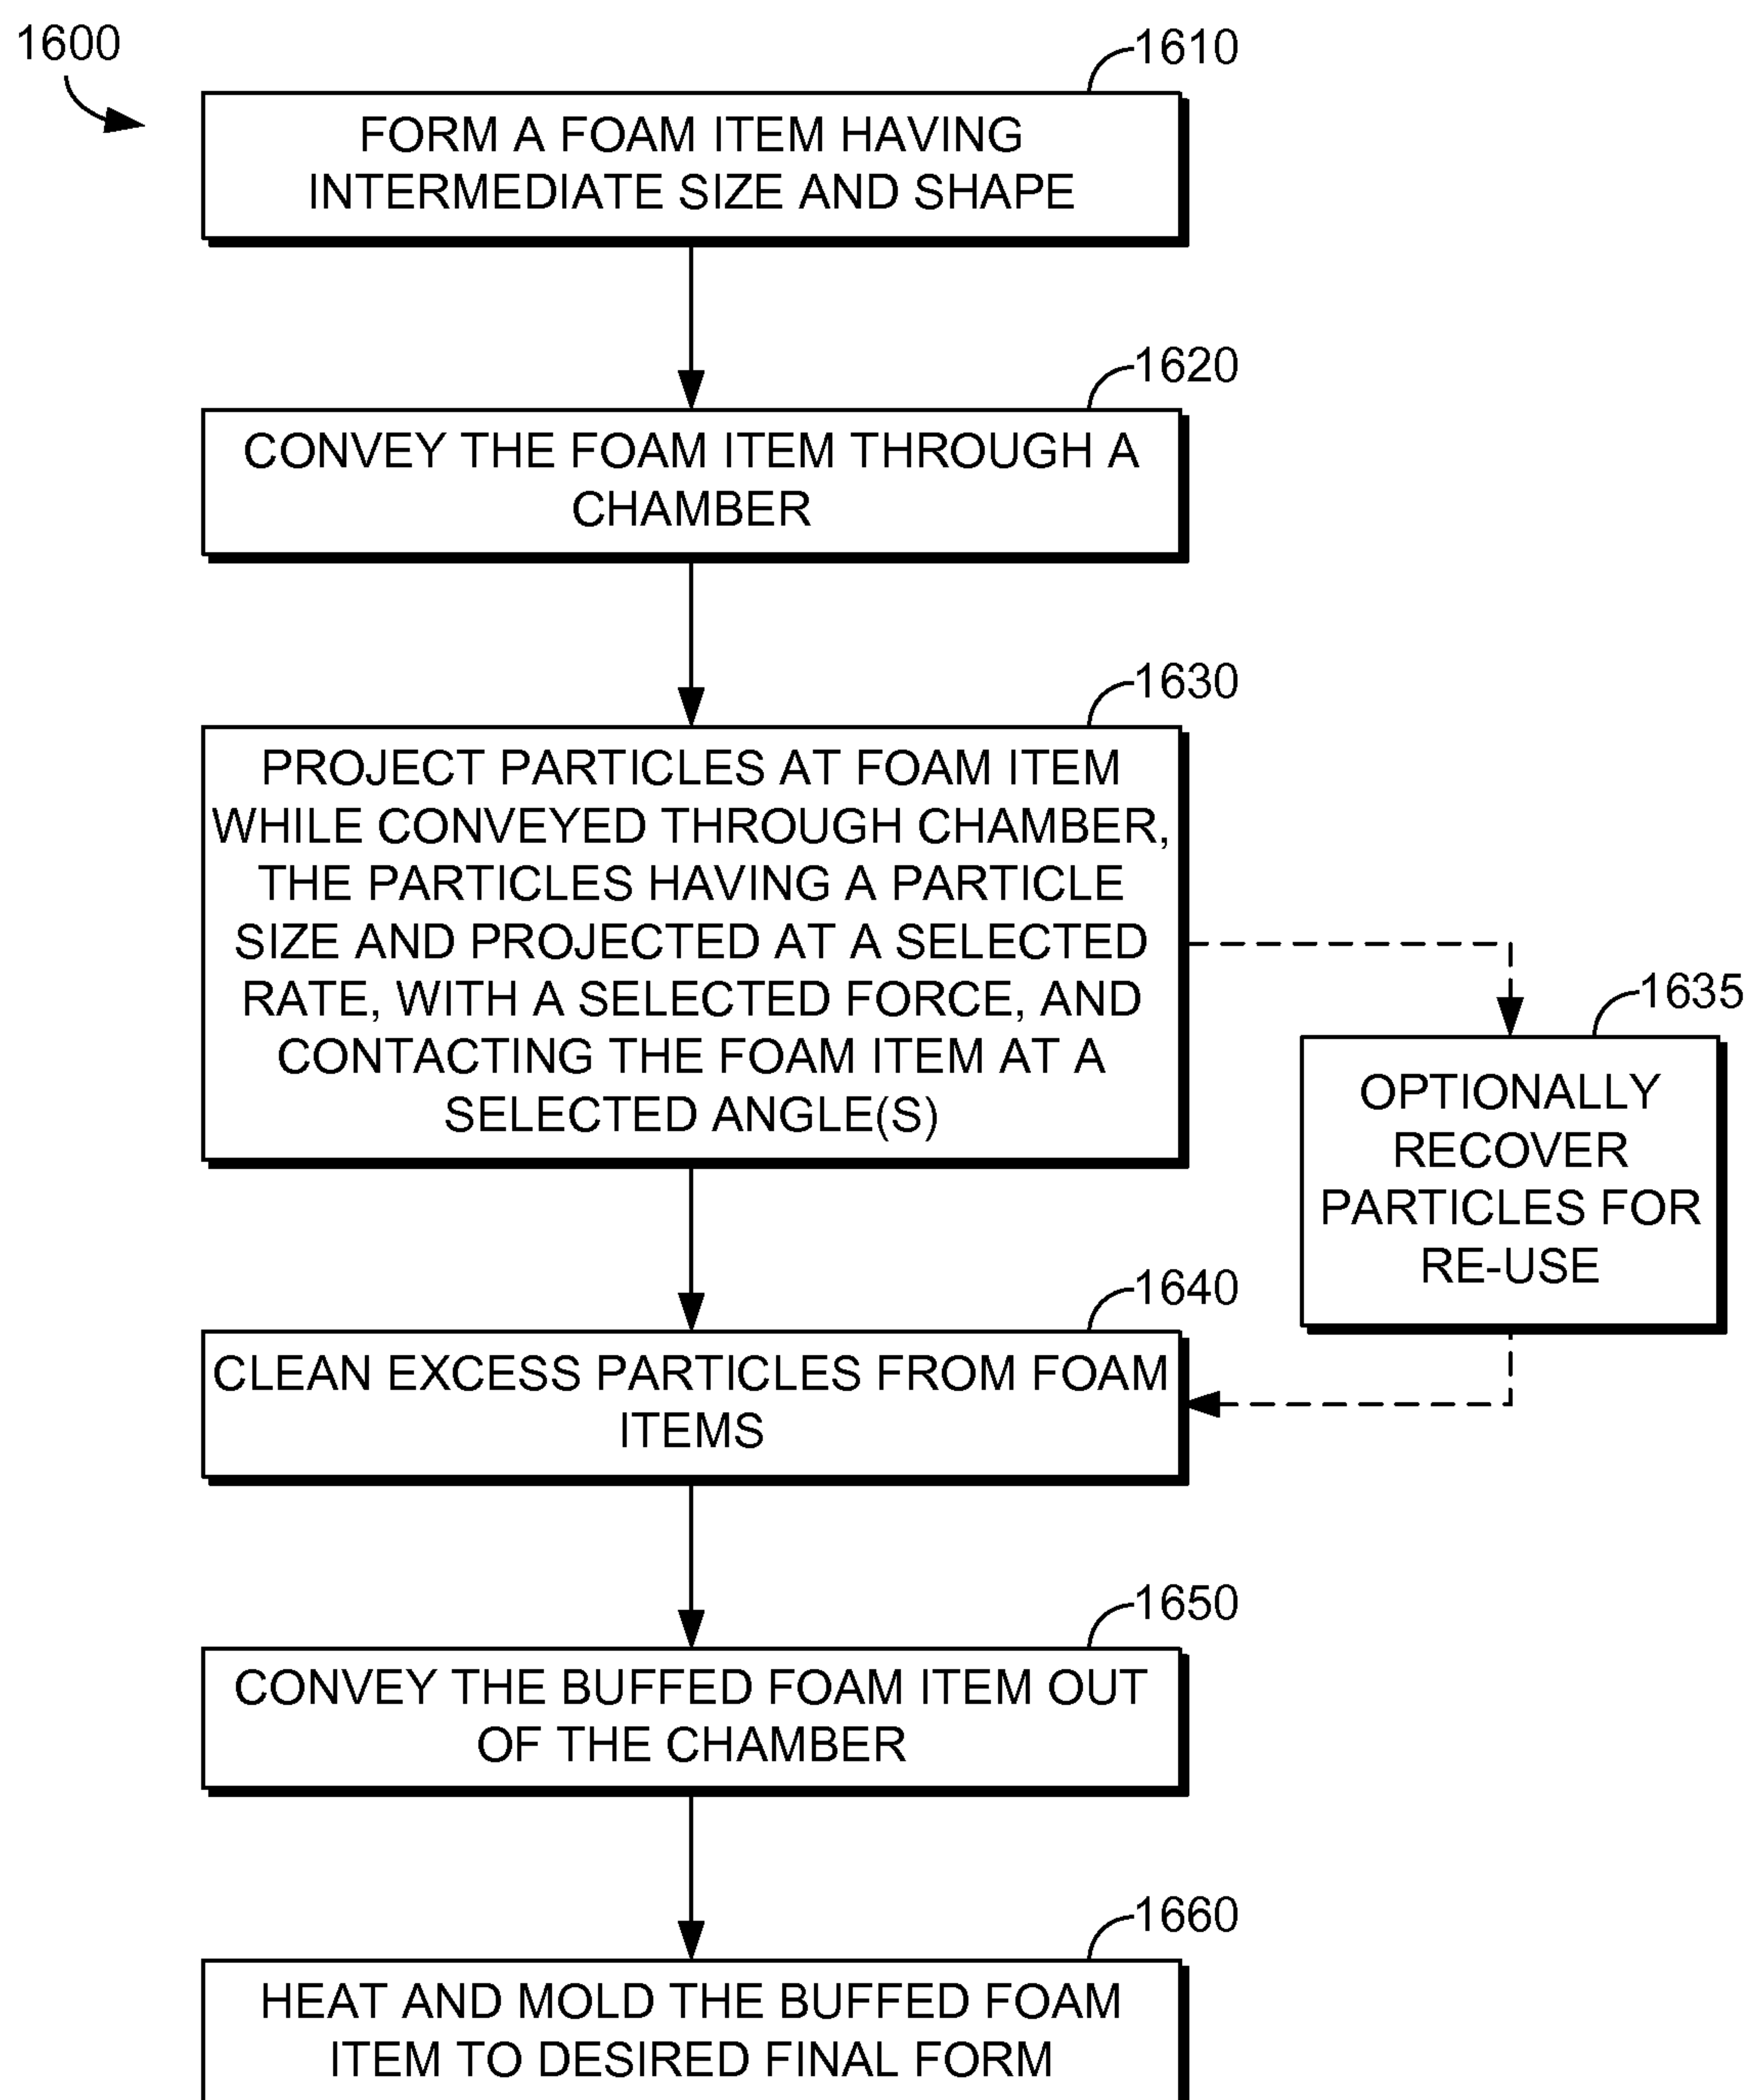 1600
1610
FORM A FOAM ITEM HAVING
INTERMEDIATE SIZE AND SHAPE
1620
CONVEY THE FOAM ITEM THROUGH A
CHAMBER
1630
PROJECT PARTICLES AT FOAM ITEM
WHILE CONVEYED THROUGH CHAMBER,
THE PARTICLES HAVING A PARTICLE
SIZE AND PROJECTED AT A SELECTED
RATE, WITH A SELECTED FORCE, AND
CONTACTING THE FOAM ITEM AT A
SELECTED ANGLE(S)
1635
OPTIONALLY
RECOVER
PARTICLES FOR
RE-USE
1640
CLEAN EXCESS PARTICLES FROM FOAM
ITEMS
1650
CONVEY THE BUFFED FOAM ITEM OUT
OF THE CHAMBER
1660
HEAT AND MOLD THE BUFFED FOAM
ITEM TO DESIRED FINAL FORM